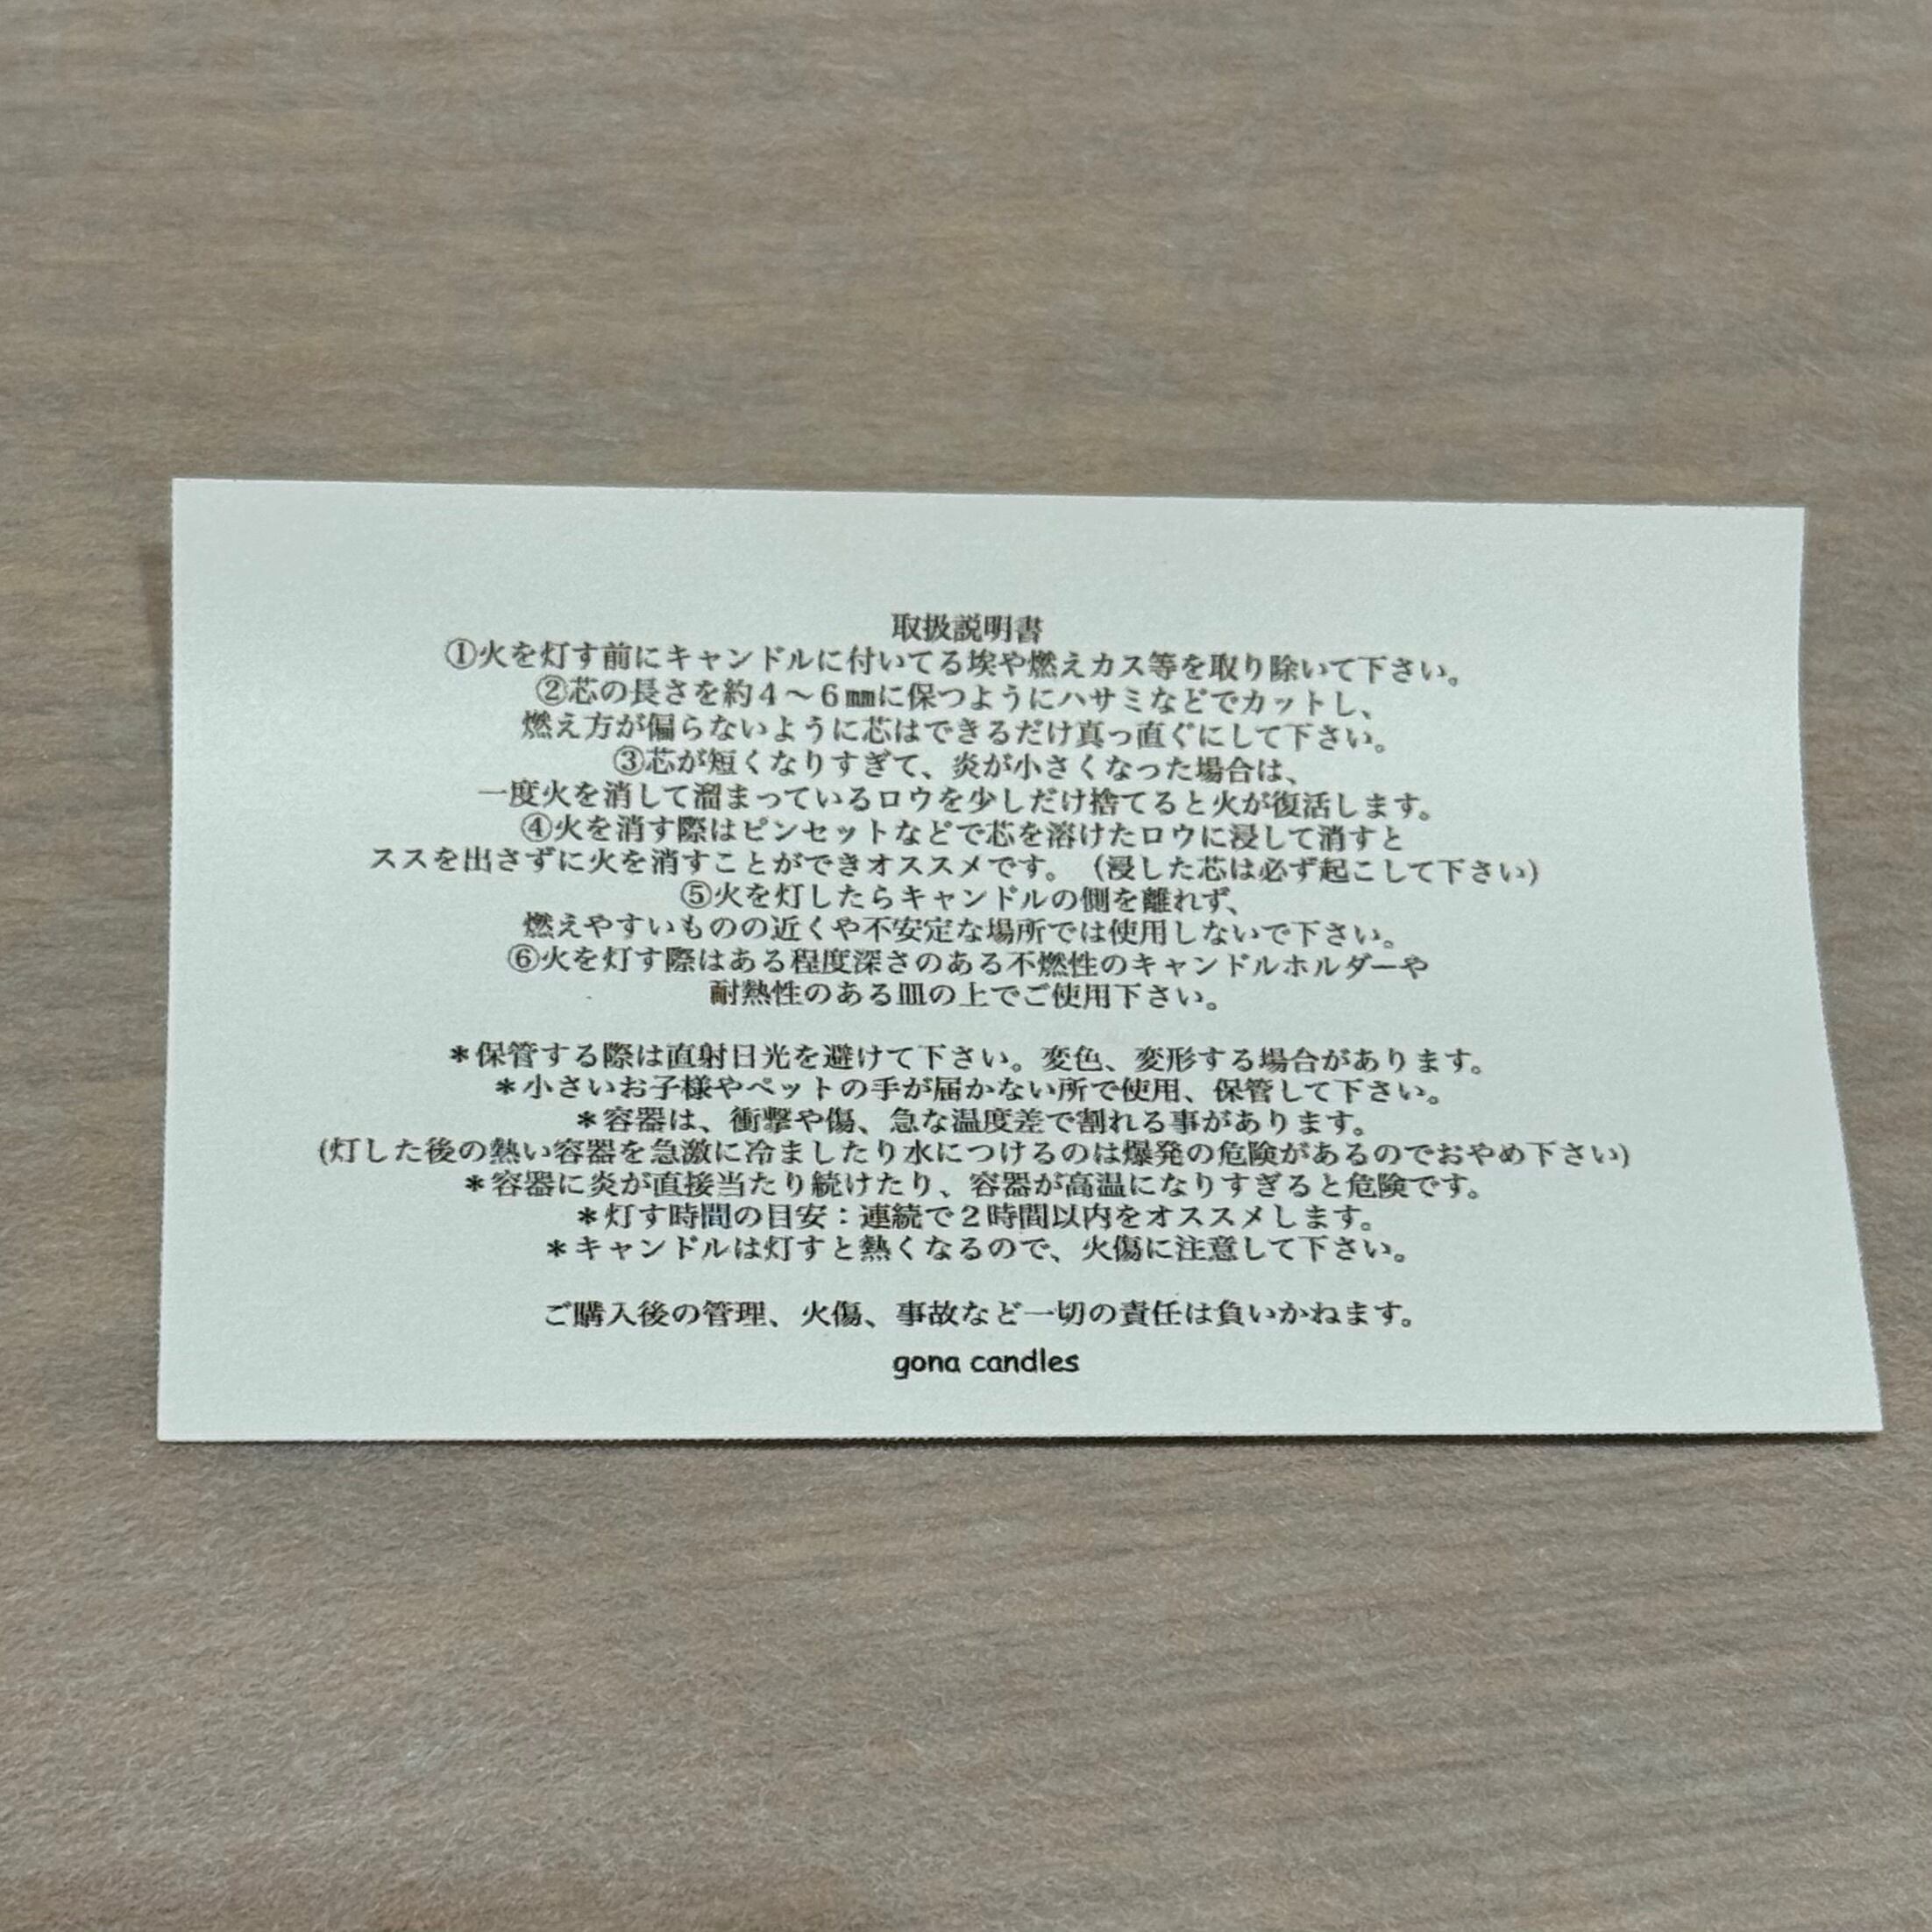 取扱説明書
①火を灯す前にキャンドルに付いてる埃や燃えカス等を取り除いて下さい。
②芯の長さを約４～６㎜に保つようにハサミなどでカットし、
燃え方が偏らないように芯はできるだけ真っ直ぐにして下さい。
③芯が短くなりすぎて、炎が小さくなった場合は、
一度火を消して溜まっているロウを少しだけ捨てると火が復活します。
④火を消す際はピンセットなどで芯を溶けたロウに浸して消すと
ススを出さずに火を消すことができオススメです。（浸した芯は必ず起こして下さい）
⑤火を灯したらキャンドルの側を離れず、
燃えやすいものの近くや不安定な場所では使用しないで下さい。
⑥火を灯す際はある程度深さのある不燃性のキャンドルホルダーや
耐熱性のある皿の上でご使用下さい。
＊保管する際は直射日光を避けて下さい。変色、変形する場合があります。
＊小さいお子様やペットの手が届かない所で使用、保管して下さい。
＊容器は、衝撃や傷、急な温度差で割れる事があります。
(灯した後の熱い容器を急激に冷ましたり水につけるのは爆発の危険があるのでおやめ下さい)
＊容器に炎が直接当たり続けたり、容器が高温になりすぎると危険です。
＊灯す時間の目安：連続で２時間以内をオススメします。
＊キャンドルは灯すと熱くなるので、火傷に注意して下さい。
ご購入後の管理、火傷、事故など一切の責任は負いかねます。
gona candles